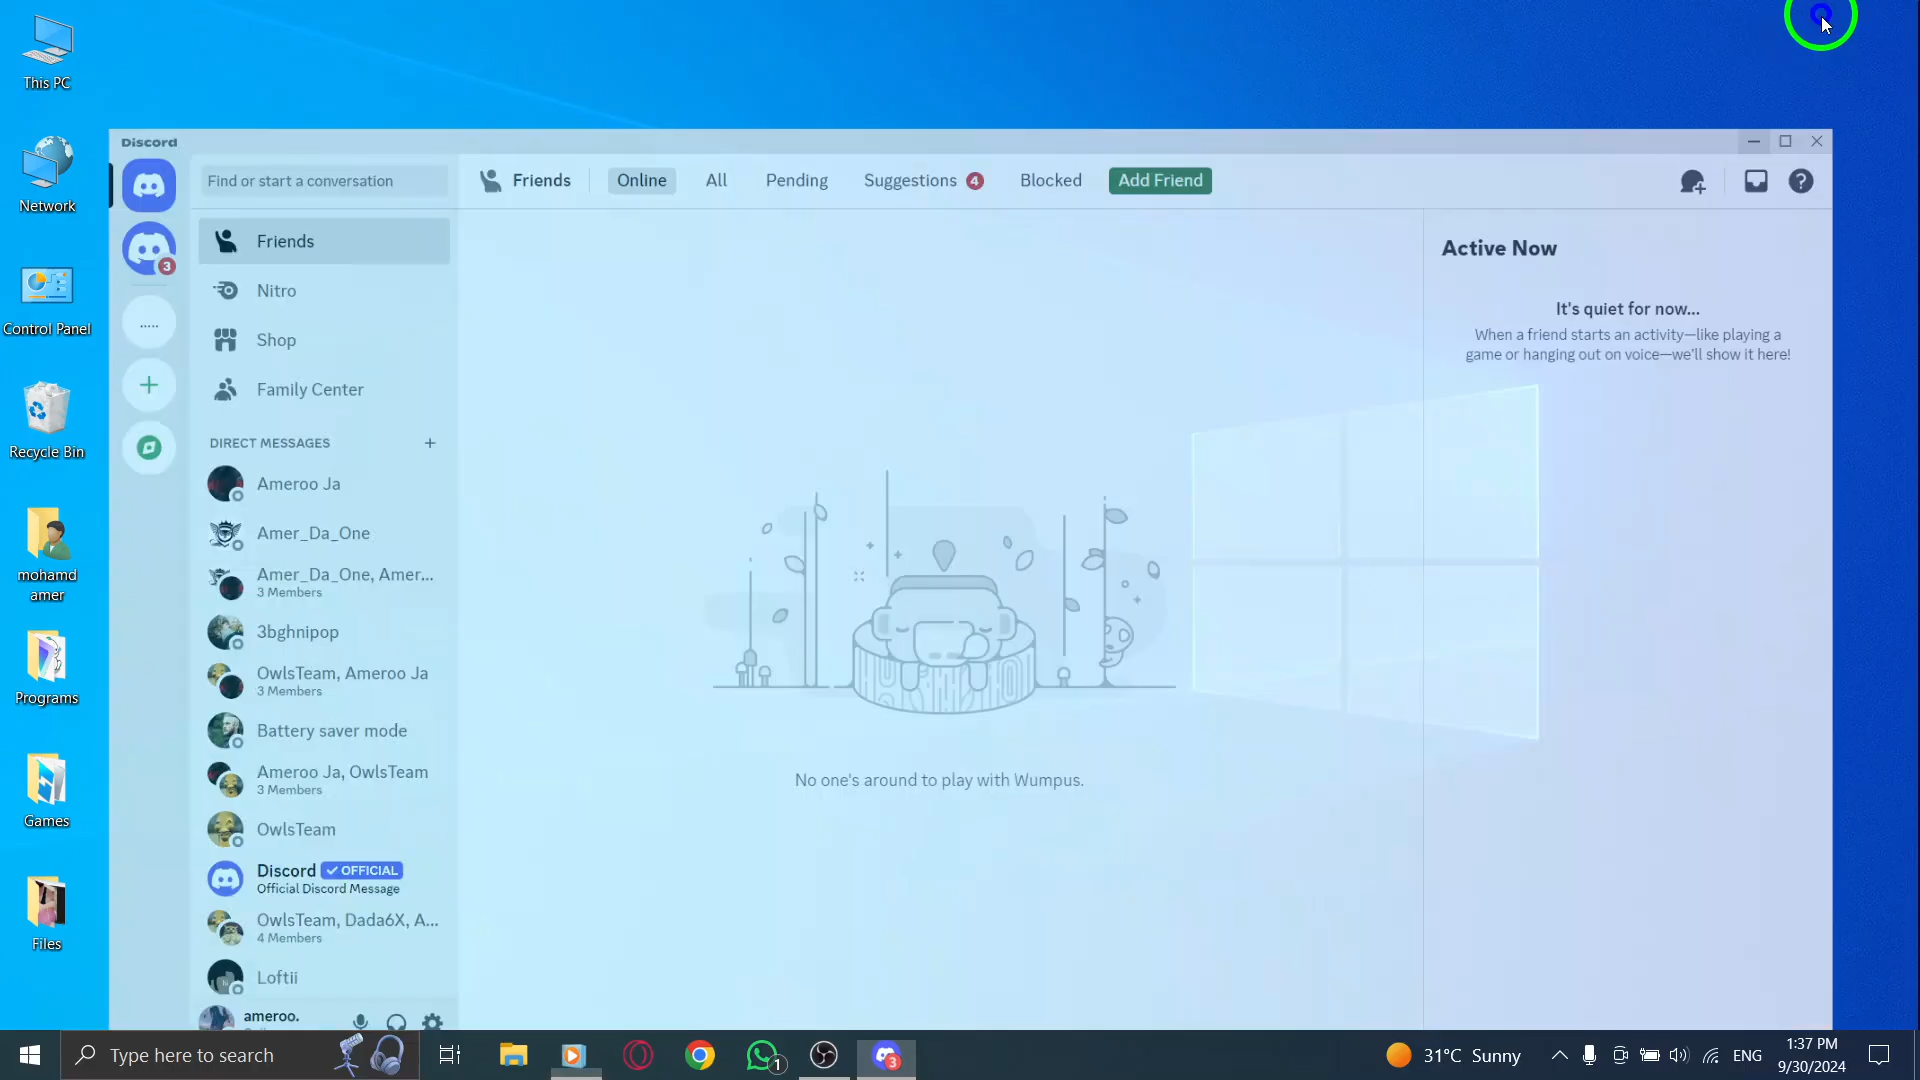 This PC
Network
Control Panel
Recycle Bin
mohamd
amer
Programs
Games
Files
Discord
Find or start a conversation
Friends
Online
All
Pending
Suggestions 4
Blocked
Add Friend
3
.....
Friends
Nitro
Shop
Family Center
DIRECT MESSAGES
Ameroo Ja
Amer_Da_One
Amer_Da_One, Amer...
3 Members
3bghnipop
OwlsTeam, Ameroo Ja
3 Members
Battery saver mode
Ameroo Ja, OwlsTeam
3 Members
OwlsTeam
Discord OFFICIAL
Official Discord Message
OwlsTeam, Dada6X, A...
4 Members
Loftii
ameroo.
No one's around to play with Wumpus.
Active Now
It's quiet for now...
When a friend starts an activity—like playing a
game or hanging out on voice—we'll show it here!
Type here to search
1
3
31°C Sunny
ENG
1:37 PM
9/30/2024